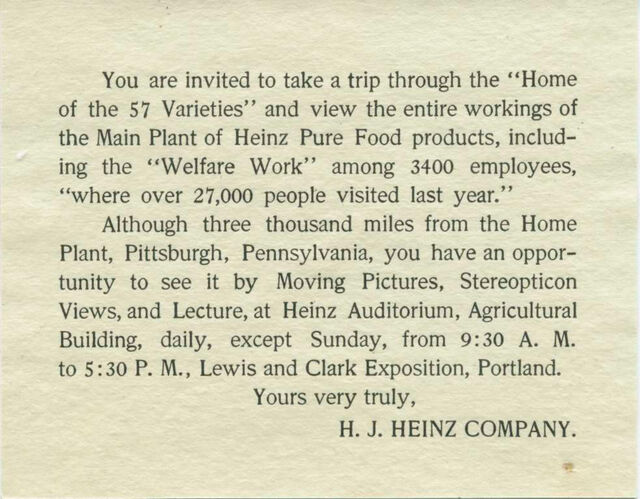 You are invited to take a trip through the “Home
of the 57 Varieties” and view the entire workings of
the Main Plant of Heinz Pure Food products, includ-
ing the “Welfare Work” among 3400 employees,
“where over 27,000 people visited last year.”
Although three thousand miles from the Home
Plant, Pittsburgh, Pennsylvania, you have an oppor-
tunity to see it by Moving Pictures, Stereopticon
Views, and Lecture, at Heinz Auditorium, Agricultural
Building, daily, except Sunday, from 9:30 A. M.
to 5:30 P. M., Lewis and Clark Exposition, Portland.
Yours very truly,
H. J. HEINZ COMPANY.